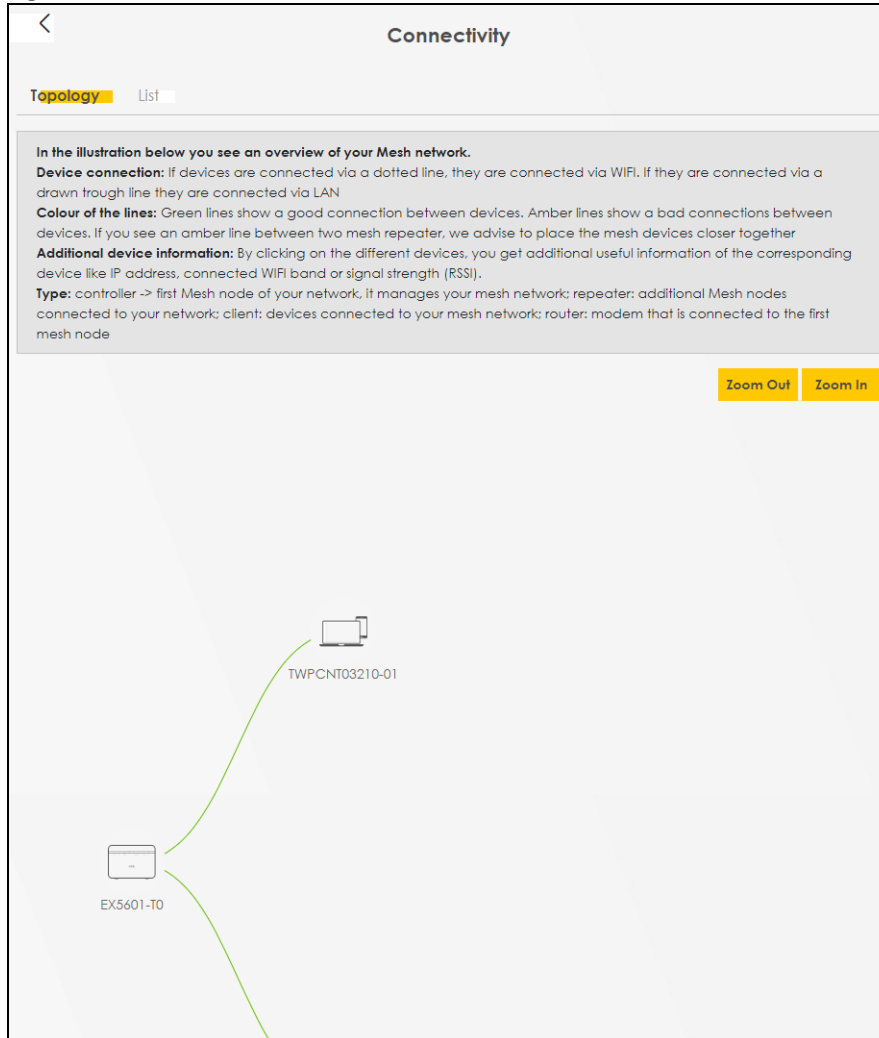 Connectivity
Topology List
In the illustration below you see an overview of your Mesh network.
Device connection: If devices are connected via a dotted line, they are connected via WIFI. If they are connected via a
drawn trough line they are connected via LAN
Colour of the lines: Green lines show a good connection between devices. Amber lines show a bad connections between
devices. If you see an amber line between two mesh repeater, we advise to place the mesh devices closer together
Additional device information: By clicking on the different devices, you get additional useful information of the corresponding
device like IP address, connected WIFI band or signal strength (RSSI).
Type: controller -> first Mesh node of your network, it manages your mesh network; repeater: additional Mesh nodes
connected to your network; client: devices connected to your mesh network; router: modem that is connected to the first
mesh node
Zoom Out Zoom In
TWPCNT03210-01
EX5601-T0